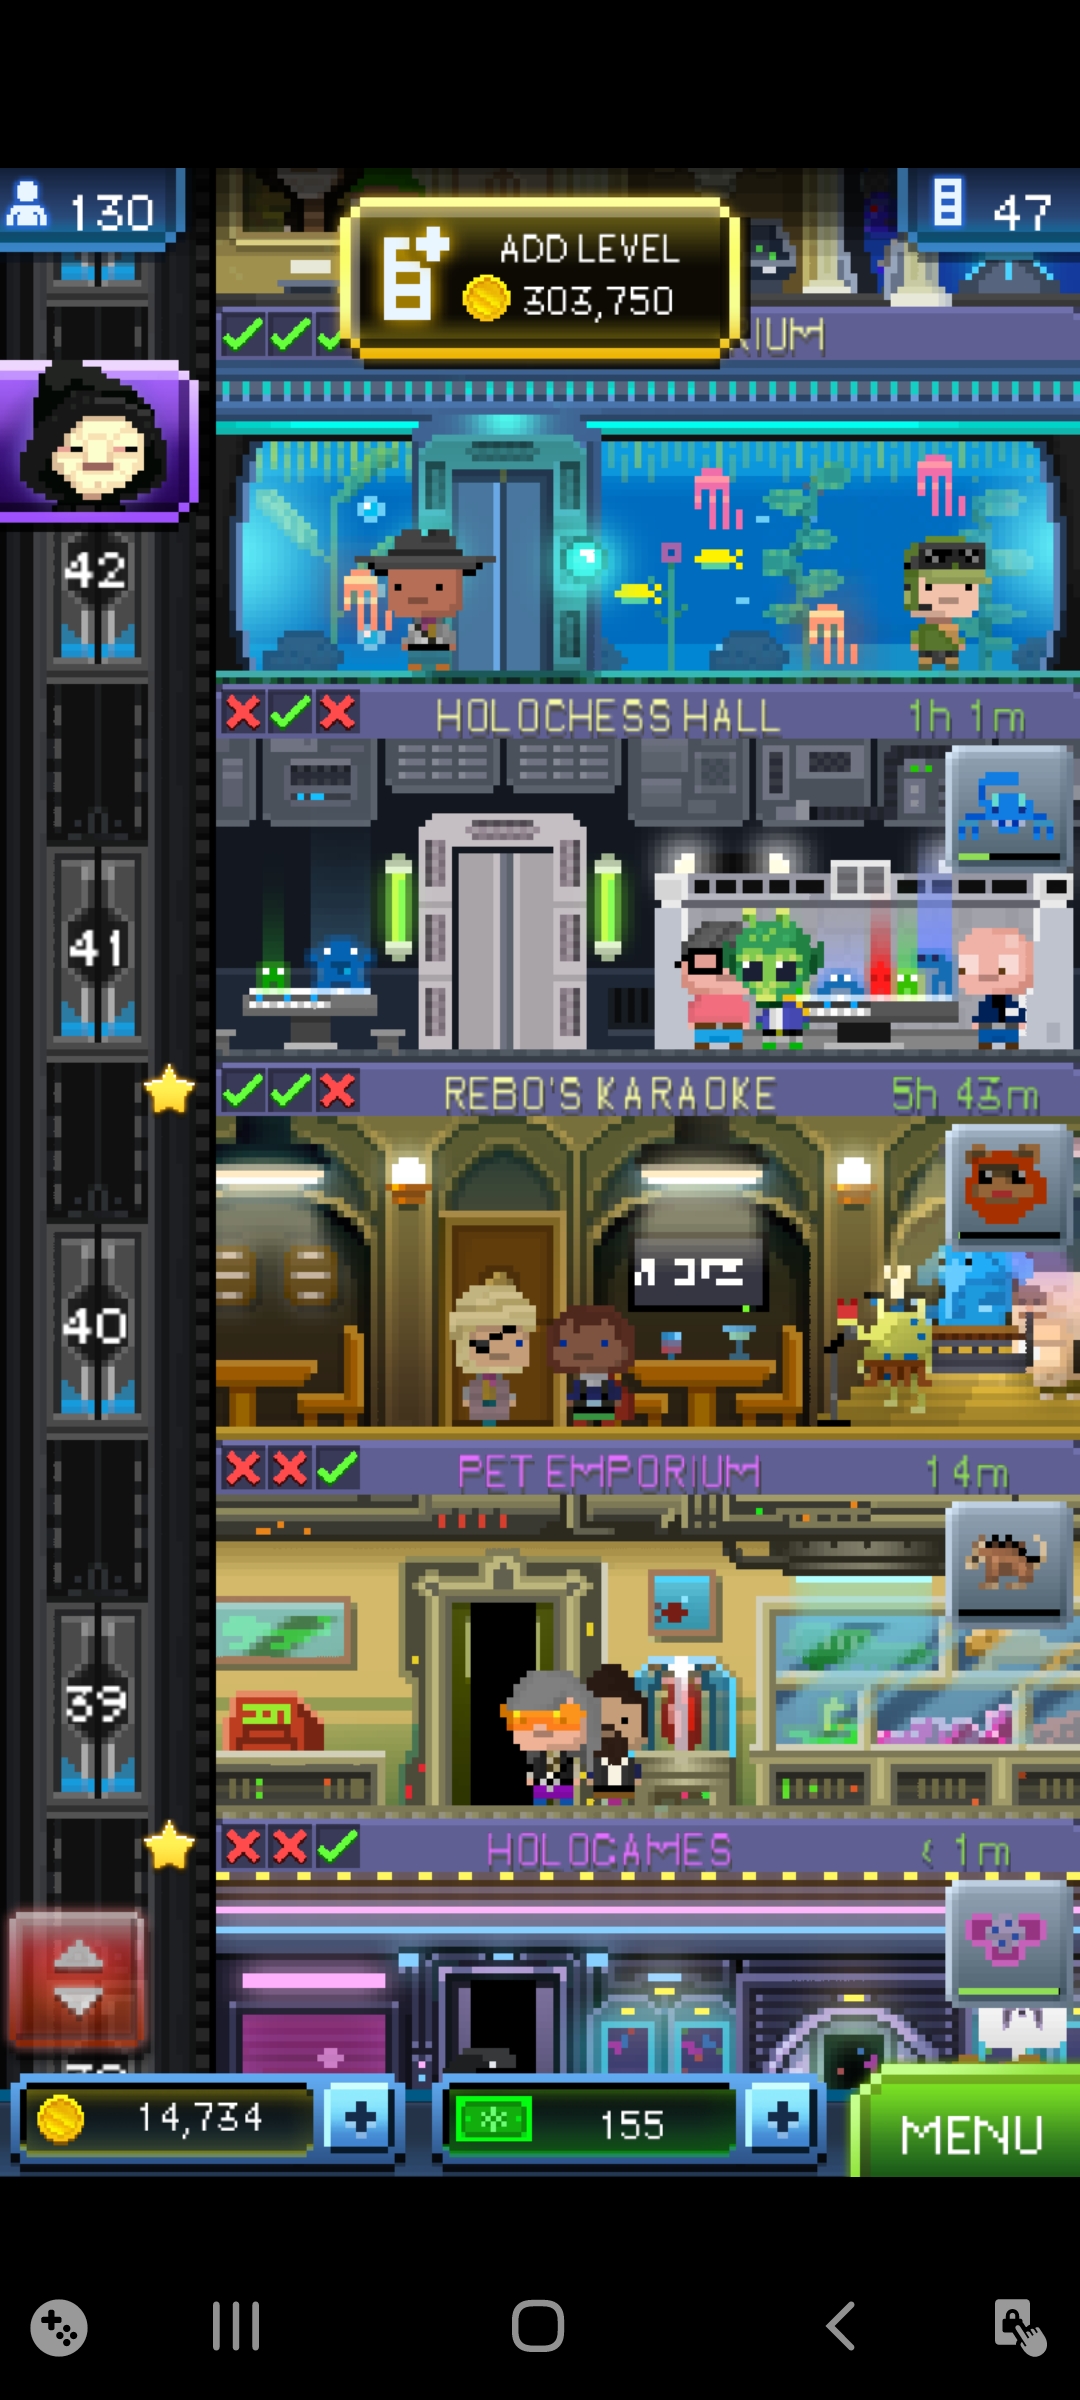 130
47
ADD LEVEL
303,750
RIUM
42
HOLOCHESS HALL 1h 1m
41
REBO'S KARAOKE 5h 43m
40
PET EMPORIUM 14m
39
HOLOGAMES < 1m
14,734
155
MENU